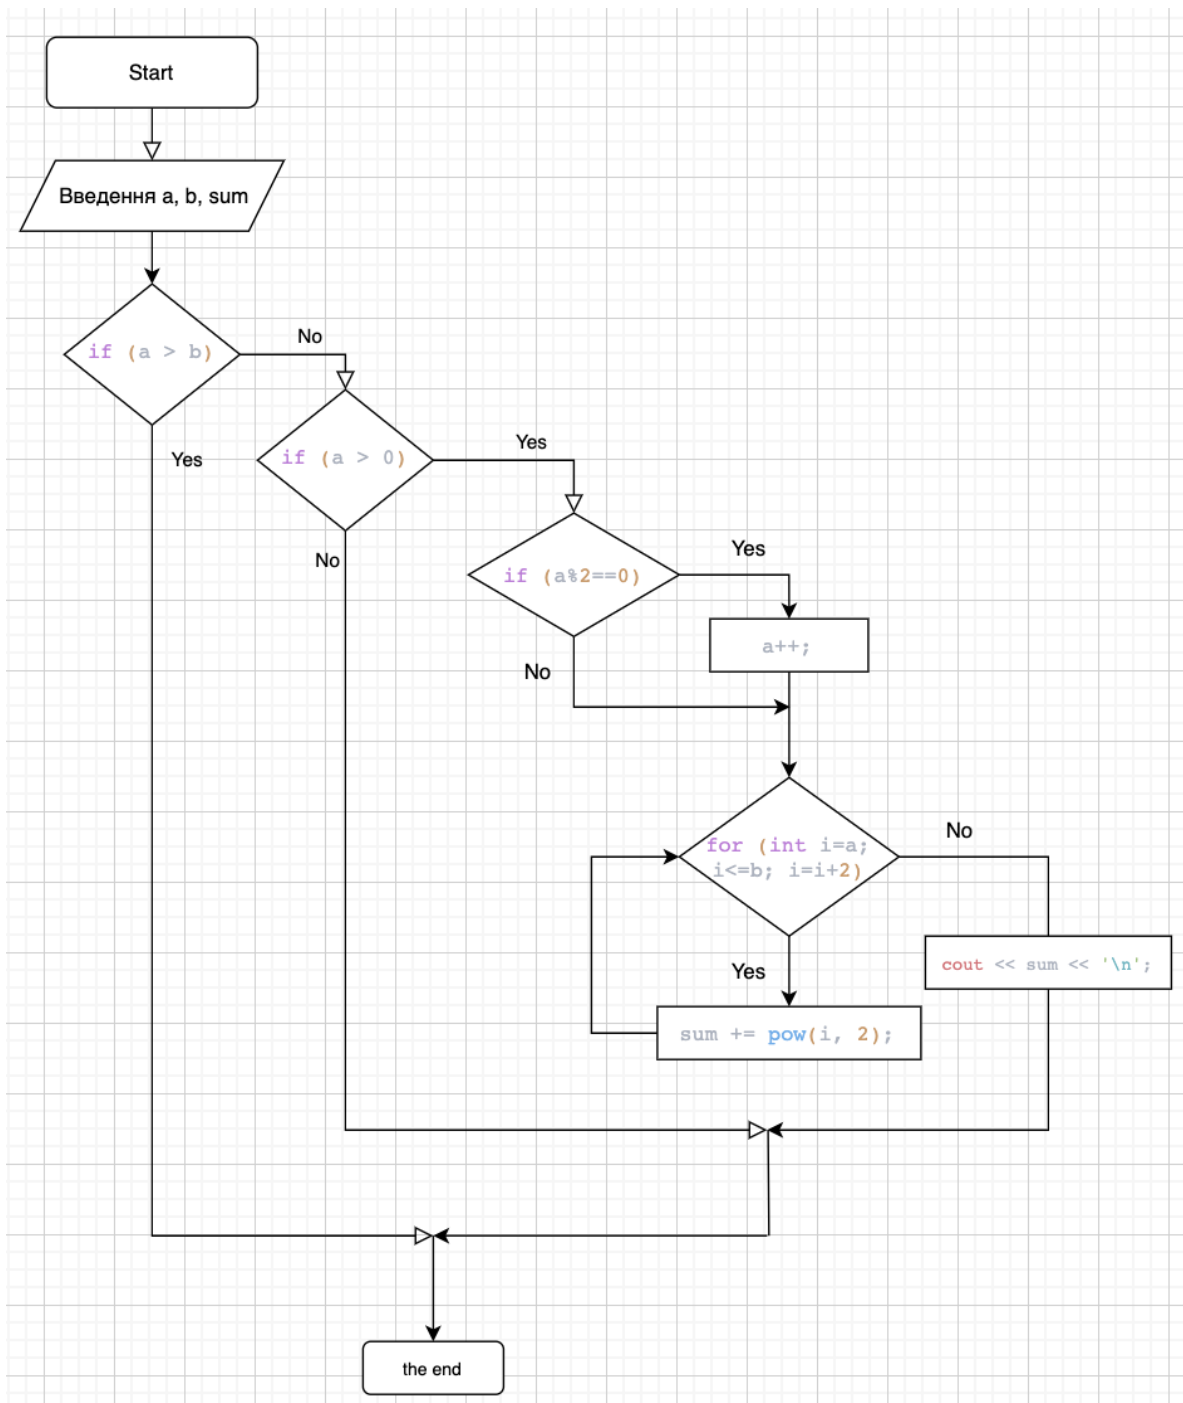 Start
Введення a, b, sum
if (a > b)
No
Yes
if (a > 0)
Yes
No
if (a%2==0)
Yes
a++;
No
for (int i=a;
i<=b; i=i+2)
No
cout << sum << '\n';
Yes
sum += pow(i, 2);
the end